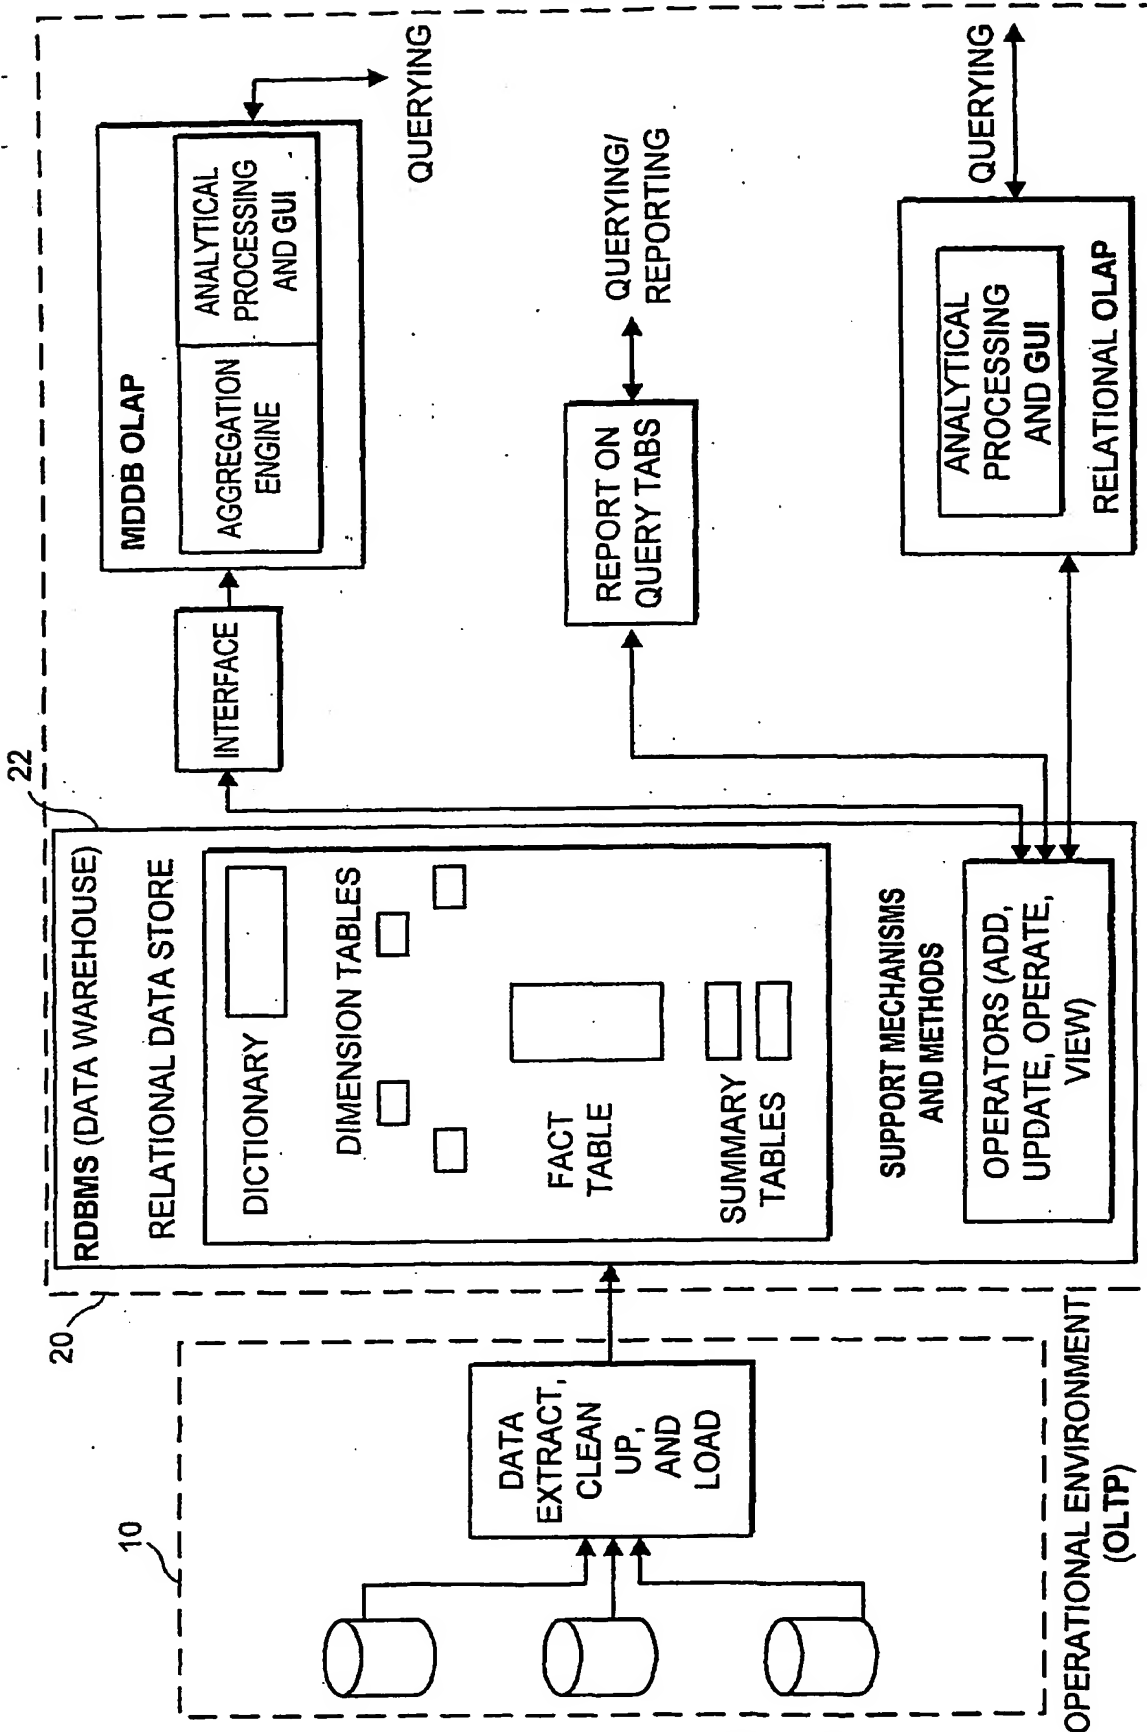 10
DATA
EXTRACT,
CLEAN
UP,
AND
LOAD
OPERATIONAL ENVIRONMENT
(OLTP)
20
22
RDBMS (DATA WAREHOUSE)
RELATIONAL DATA STORE
DICTIONARY
DIMENSION TABLES
FACT
TABLE
SUMMARY
TABLES
SUPPORT MECHANISMS
AND METHODS
OPERATORS (ADD,
UPDATE, OPERATE,
VIEW)
INTERFACE
MDDB OLAP
AGGREGATION
ENGINE
ANALYTICAL
PROCESSING
AND GUI
QUERYING
REPORT ON
QUERY TABS
QUERYING/
REPORTING
ANALYTICAL
PROCESSING
AND GUI
RELATIONAL OLAP
QUERYING